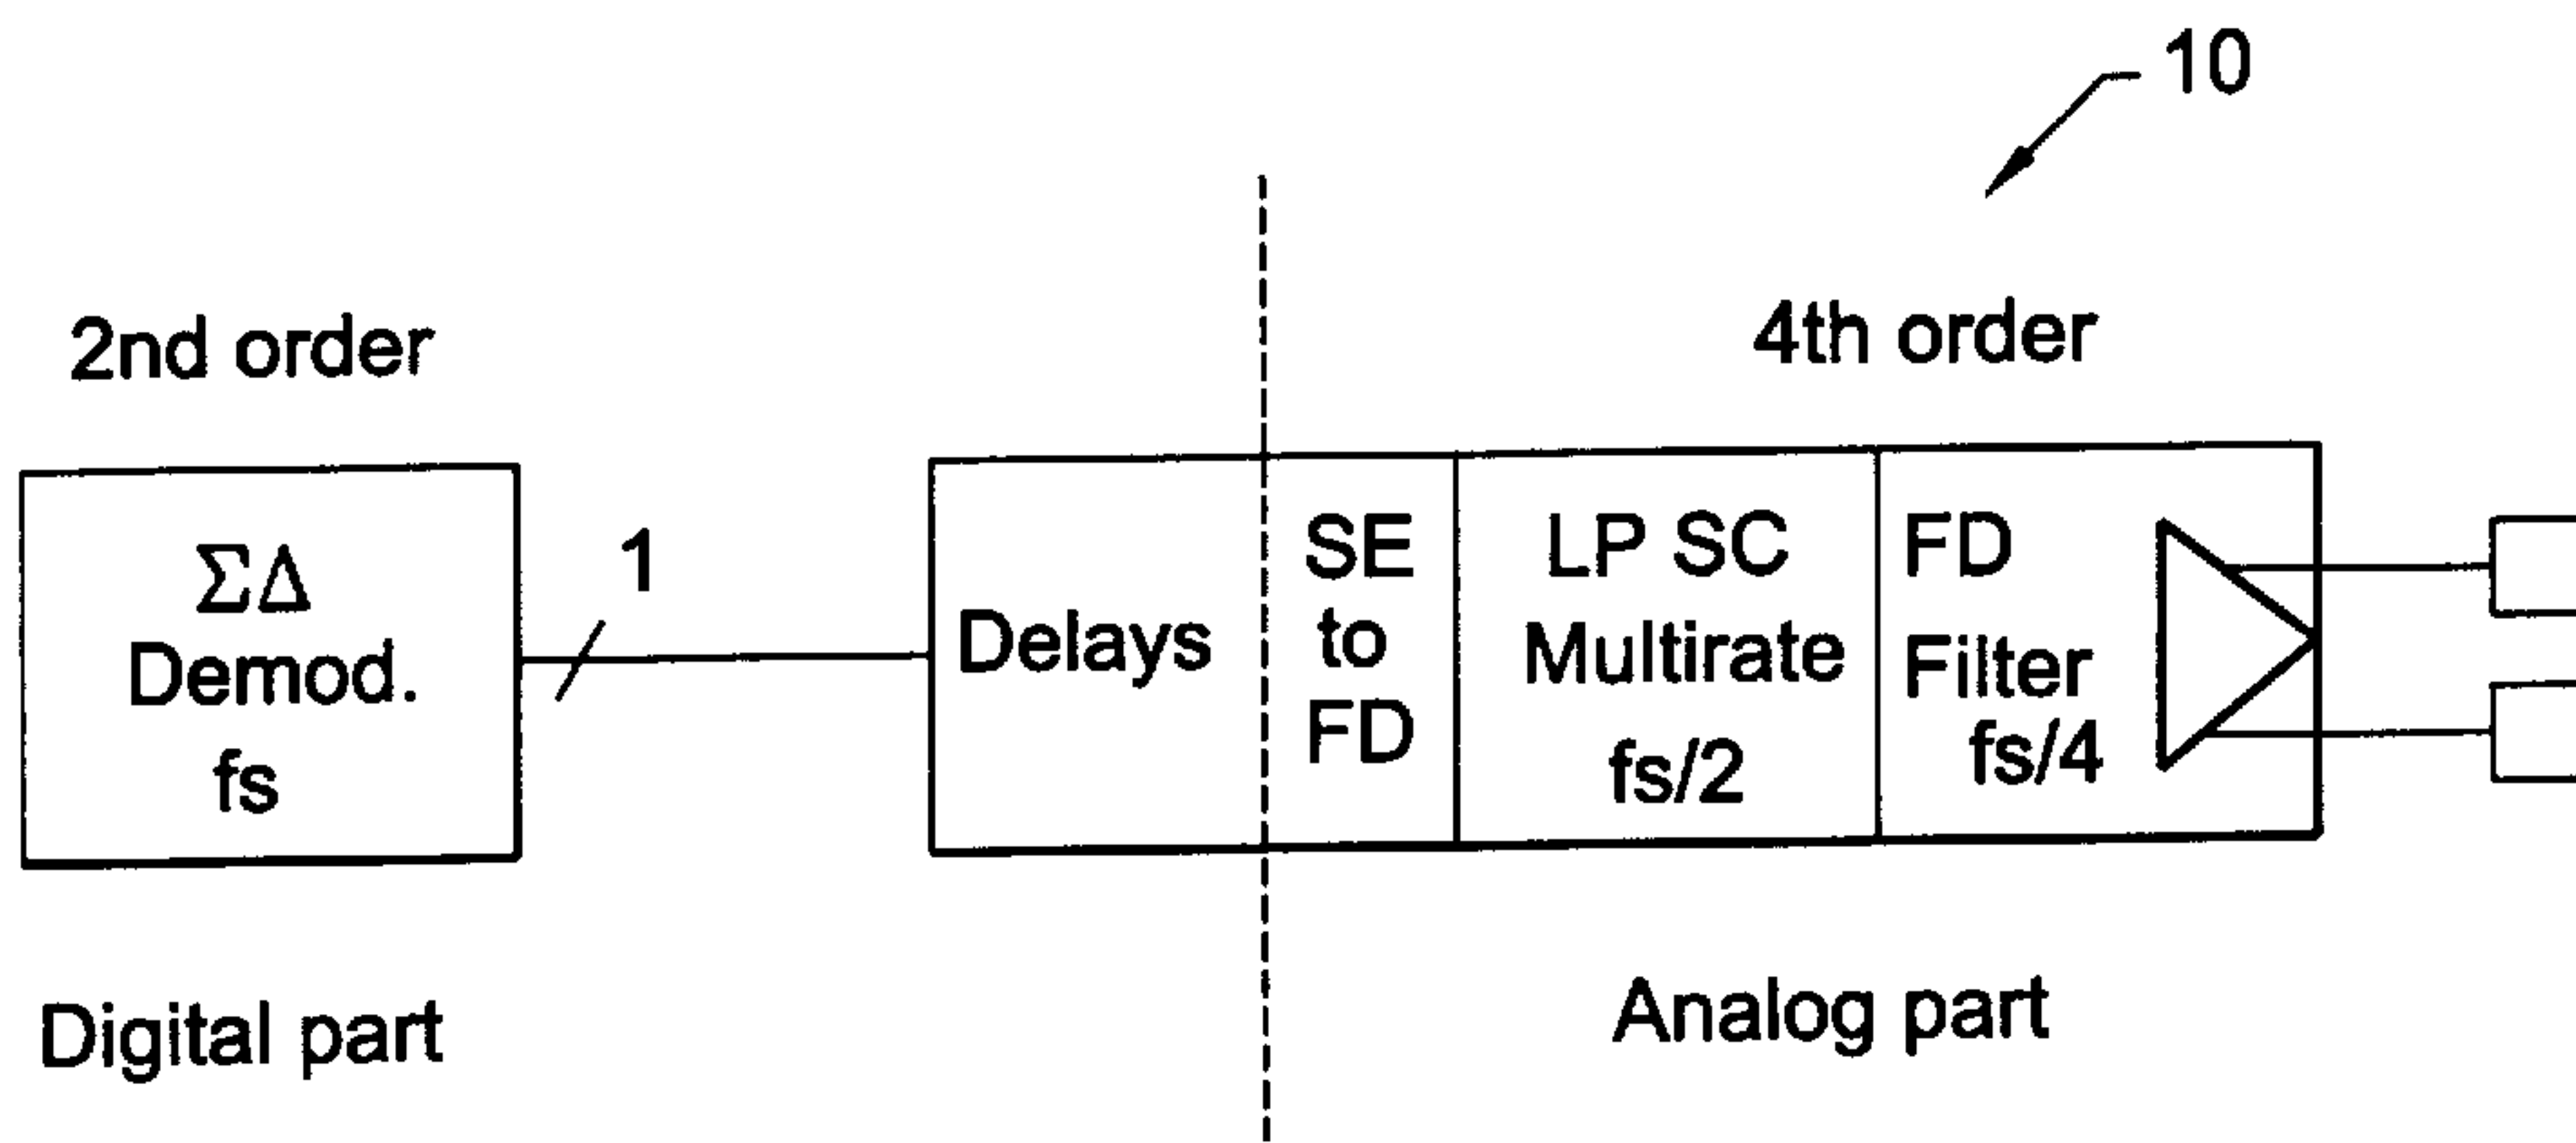 10
2nd order
4th order
ΣΔ
Demod.
fs
1
Delays
SE
to
FD
LP SC
Multirate
fs/2
FD
Filter
fs/4
Digital part
Analog part